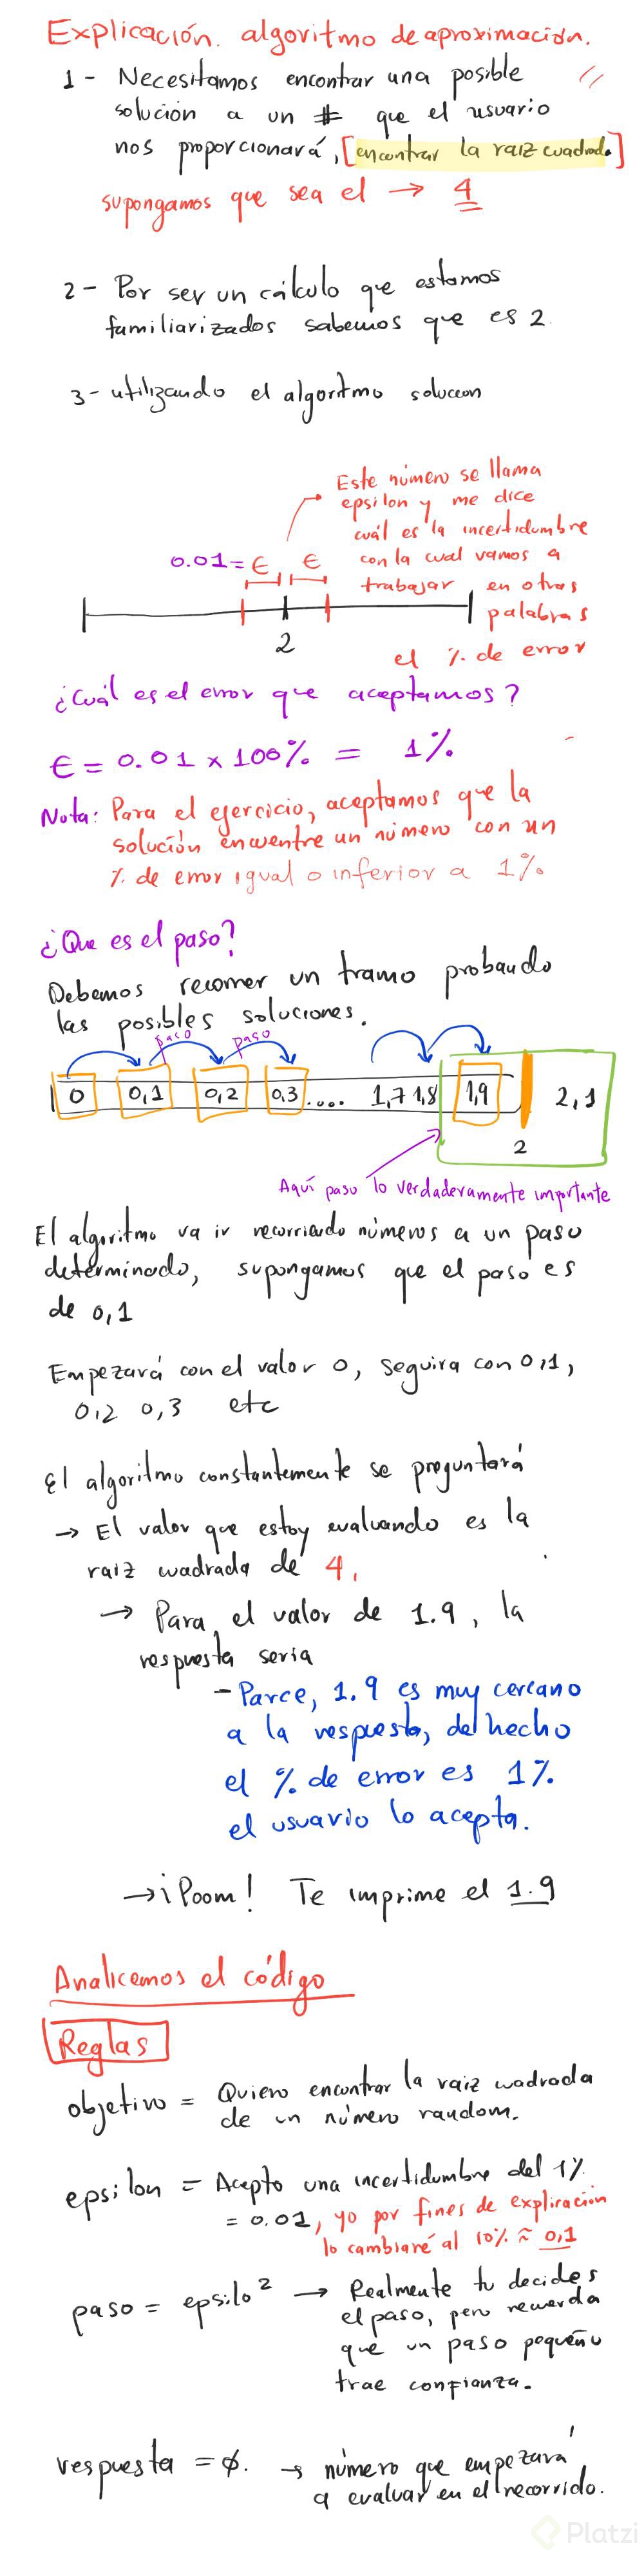 Explicación. algoritmo de aproximación.
1 - Necesitamos encontrar una posible
solución a un # que el usuario
nos proporcionará, [encontrar la raiz cuadrada]
supongamos que sea el → 4
2 - Por ser un cálculo que estamos
familiarizados sabemos que es 2.
3 - utilizando el algoritmo solucion
Este número se llama
epsilon y me dice
cuál es la incertidumbre
con la cual vamos a
trabajar en otras
palabras
el % de error
0.01 = ε ε
2
¿Cuál es el error que aceptamos?
ε = 0.01 x 100% = 1%
Nota: Para el ejercicio, aceptamos que la
solución encuentre un número con un
% de error igual o inferior a 1%.
¿Que es el paso?
Debemos recorrer un tramo probando
las posibles soluciones.
paso paso
0 0,1 0,2 0,3 .... 1,7 1,8 1,9 2,1
2
Aquí paso lo verdaderamente importante
El algoritmo va ir recorriendo números a un paso
determinado, supongamos que el paso es
de 0,1
Empezará con el valor 0, seguira con 0,1,
0,2 0,3 etc
El algoritmo constantemente se preguntará
→ El valor que estoy evaluando es la
raiz cuadrada de 4.
→ Para el valor de 1.9, la
respuesta seria
- Parce, 1.9 es muy cercano
a la respuesta, del hecho
el % de error es 1%
el usuario lo acepta.
→ ¡Poom! Te imprime el 1.9
Analicemos el código
Reglas
objetivo = Quiero encontrar la raiz cuadrada
de un número random.
epsilon = Acepto una incertidumbre del 1%
= 0.01, yo por fines de explicación
lo cambiaré al 10% ≈ 0,1
paso = epsilo² → Realmente tu decides
el paso, pero recuerda
que un paso pequeño
trae confianza.
respuesta = 0. → número que empezará
a evaluar en el recorrido.
Platzi